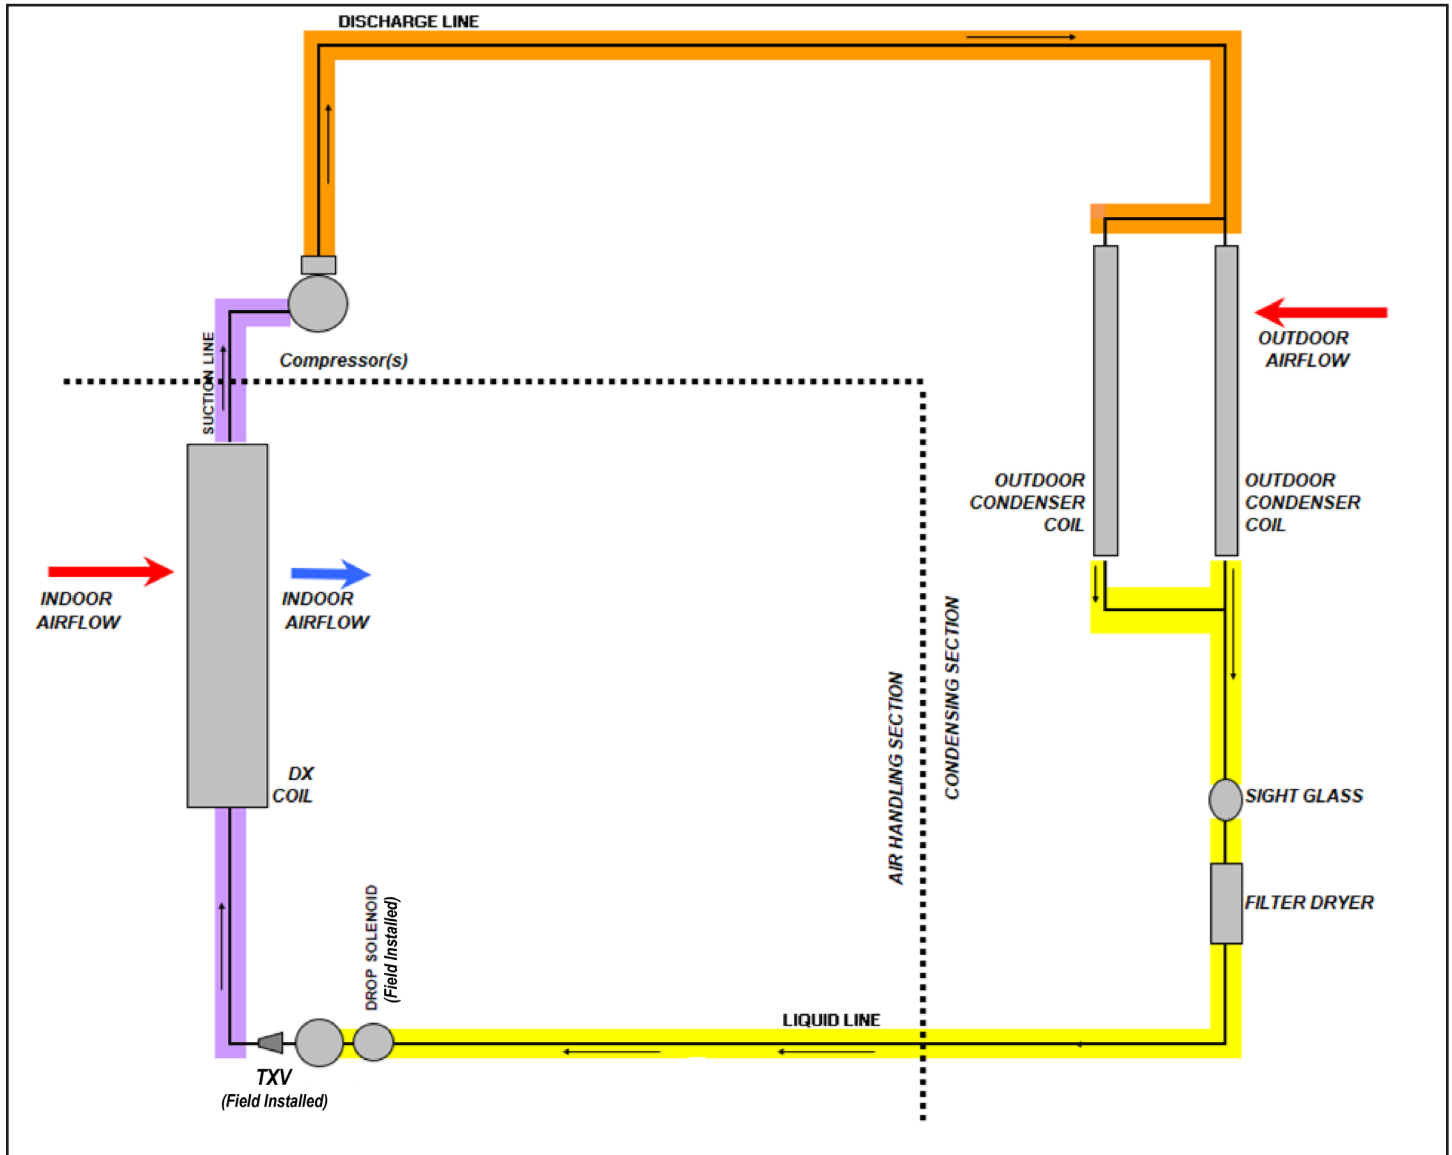 DISCHARGE LINE
SUCTION LINE
Compressor(s)
OUTDOOR
AIRFLOW
OUTDOOR
CONDENSER
COIL
OUTDOOR
CONDENSER
COIL
INDOOR
AIRFLOW
INDOOR
AIRFLOW
AIR HANDLING SECTION
CONDENSING SECTION
DX
COIL
SIGHT GLASS
FILTER DRYER
DROP SOLENOID
(Field Installed)
LIQUID LINE
TXV
(Field Installed)